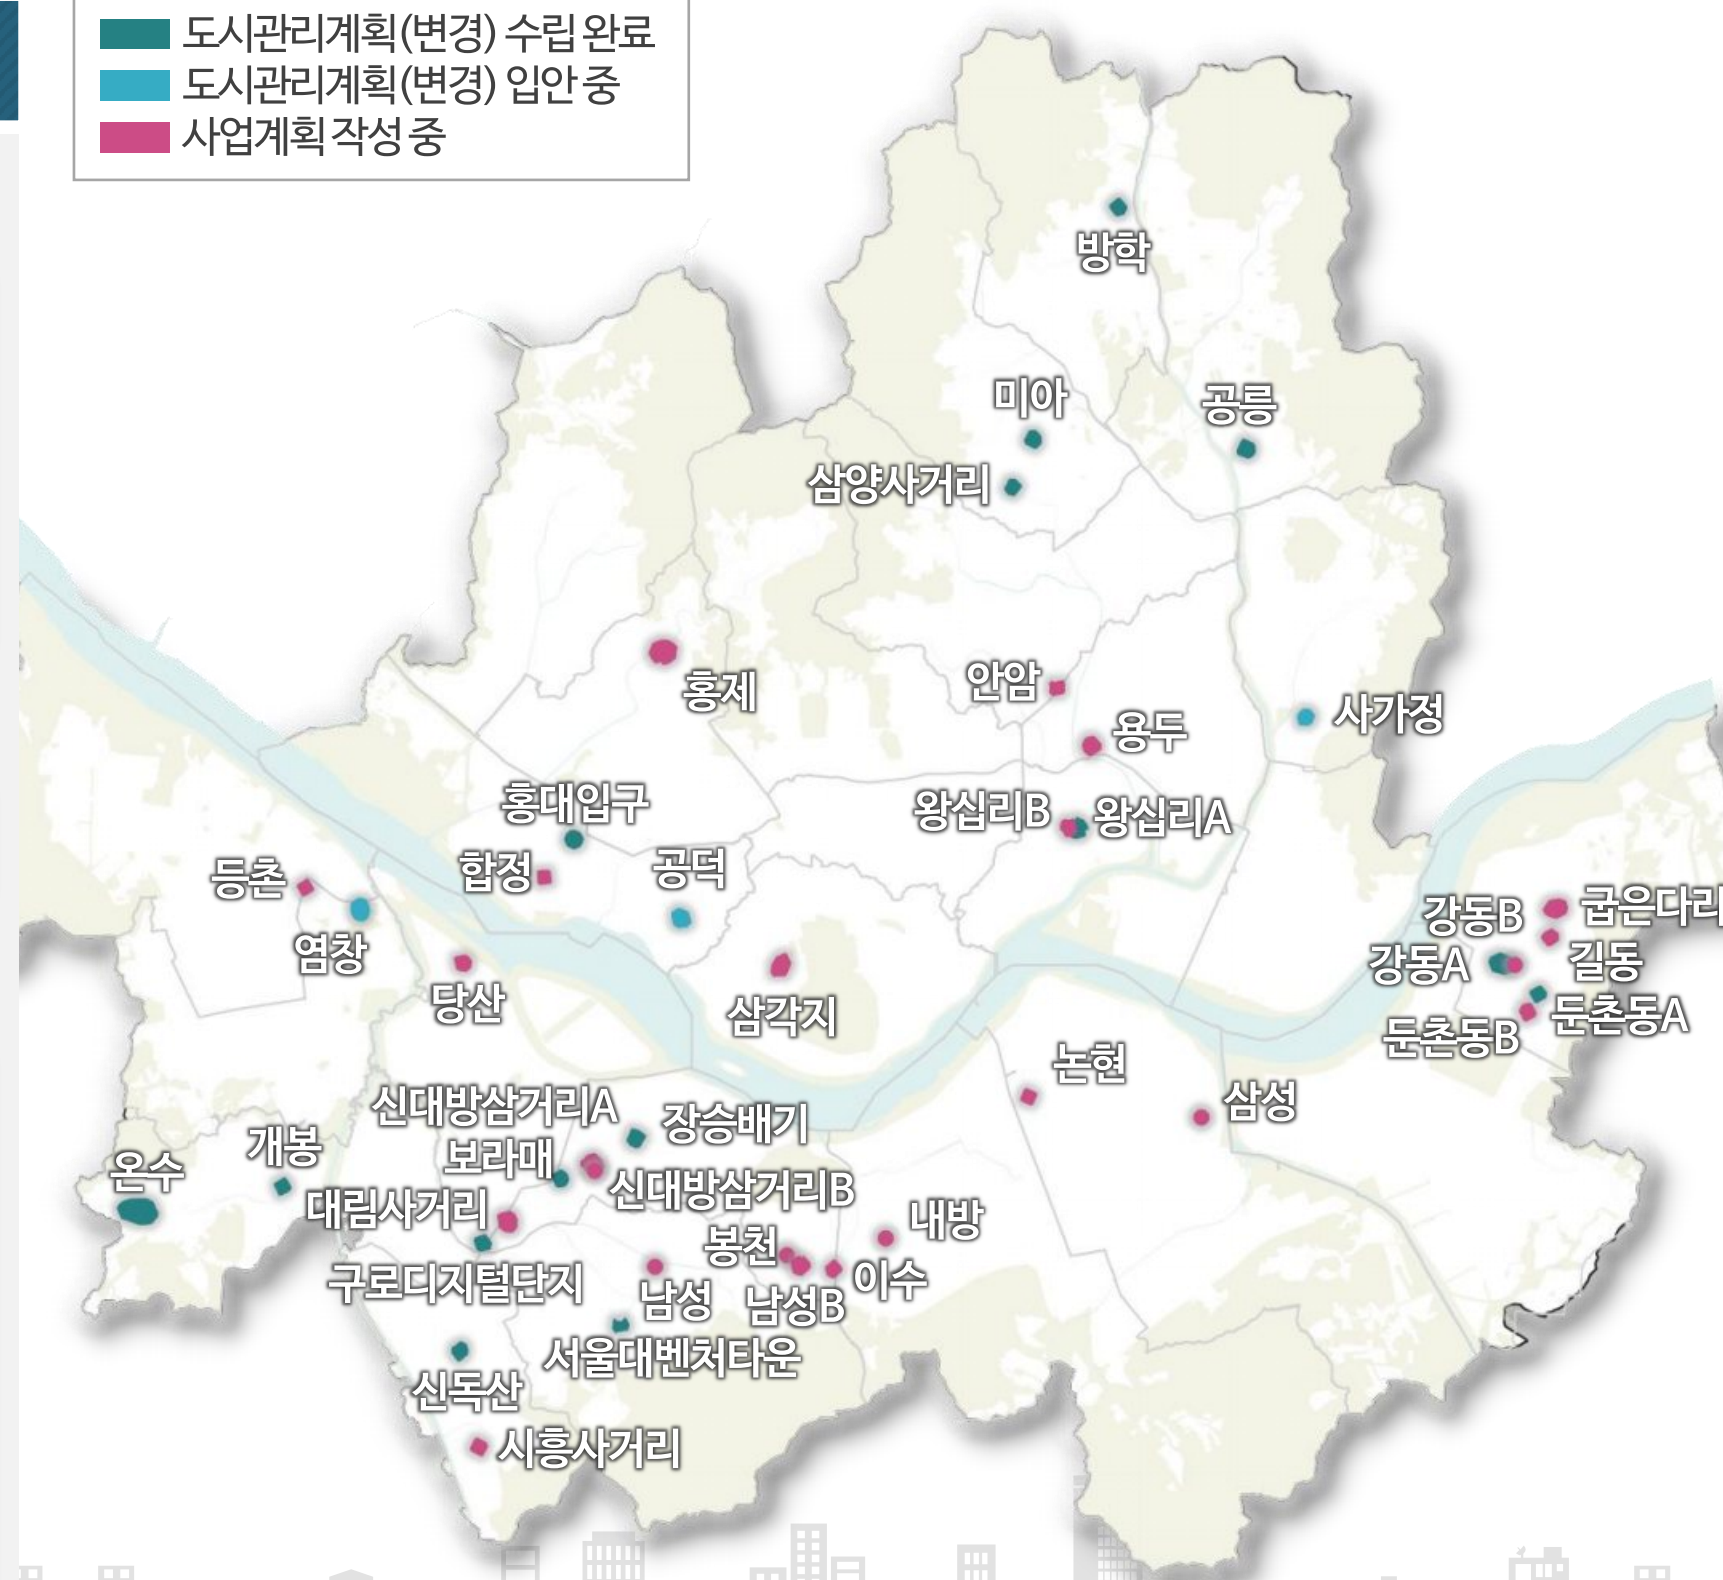 도시관리계획(변경) 수립 완료
도시관리계획(변경) 입안 중
사업계획 작성 중
방학
미아
공릉
삼양사거리
홍제
안암
사가정
용두
홍대입구
왕십리B
왕십리A
합정
공덕
등촌
염창
당산
삼각지
강동B
굽은다리
강동A
길동
둔촌동A
둔촌동B
논현
삼성
신대방삼거리A
장승배기
개봉
보라매
온수
신대방삼거리B
대림사거리
내방
봉천
구로디지털단지
이수
남성
남성B
서울대벤처타운
신독산
시흥사거리